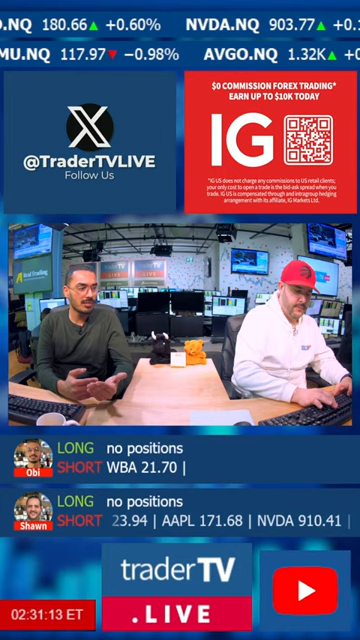 180.66▲ +0.60% NVDA.NQ 903.77▲
MU.NQ 117.97▼ −0.98% AVGO.NQ 1.32K▲
@TraderTVLIVE
Follow Us
$0 COMMISSION FOREX TRADING*
EARN UP TO $10K TODAY
IG
*IG US does not charge any commissions to US retail clients;
your only cost to open a trade is the bid-ask spread when you
trade. IG US is compensated through and intragroup hedging
arrangement with its affiliate, IG Markets Ltd.
Real Trading
trader TV
LONG no positions
SHORT WBA 21.70 |
Obi
LONG no positions
SHORT 23.94 | AAPL 171.68 | NVDA 910.41 |
Shawn
traderTV
.LIVE
02:31:13 ET